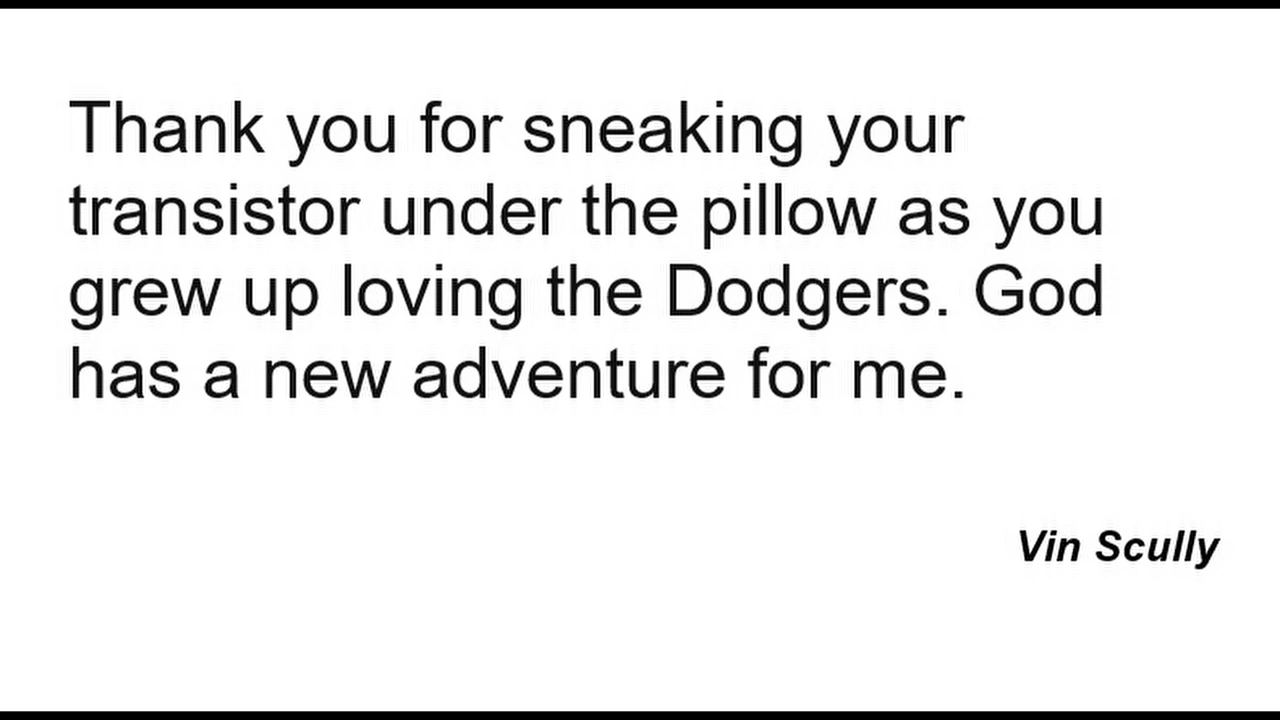 Thank you for sneaking your
transistor under the pillow as you
grew up loving the Dodgers. God
has a new adventure for me.
Vin Scully